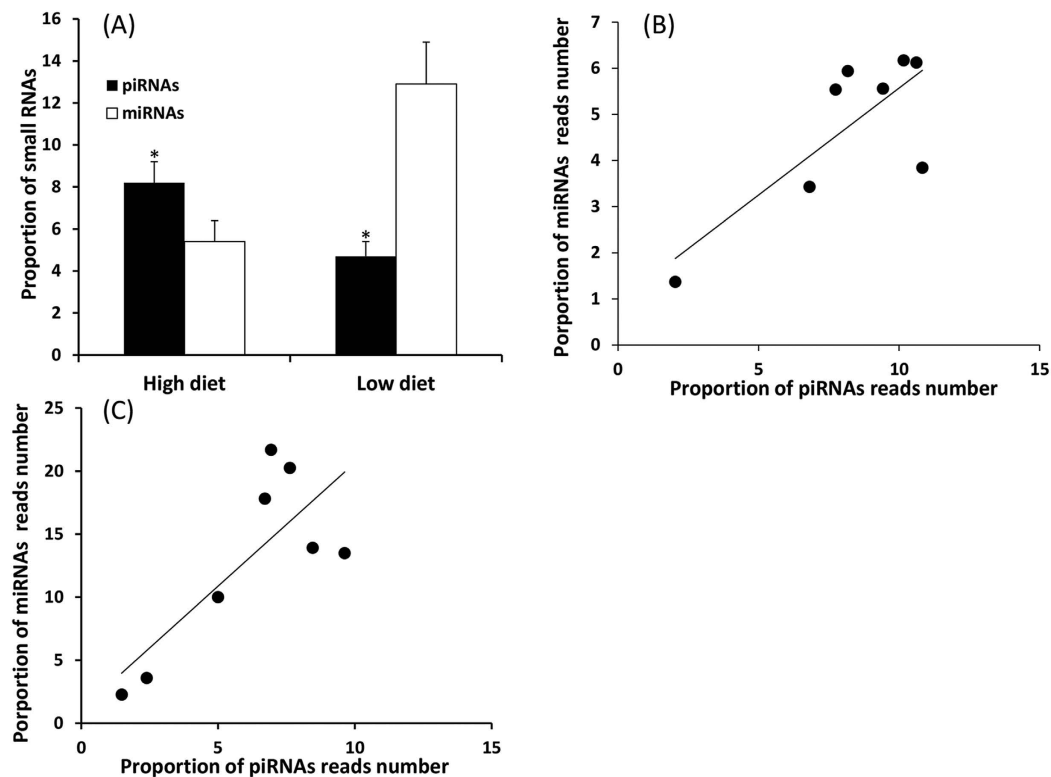 (A)
16
14
12
10
8
6
4
2
0
Proportion of small RNAs
piRNAs
miRNAs
*
*
High diet
Low diet
(B)
7
6
5
4
3
2
1
0
Porportion of miRNAs reads number
0 5 10 15
Proportion of piRNAs reads number
(C)
25
20
15
10
5
0
Porportion of miRNAs reads number
0 5 10 15
Proportion of piRNAs reads number